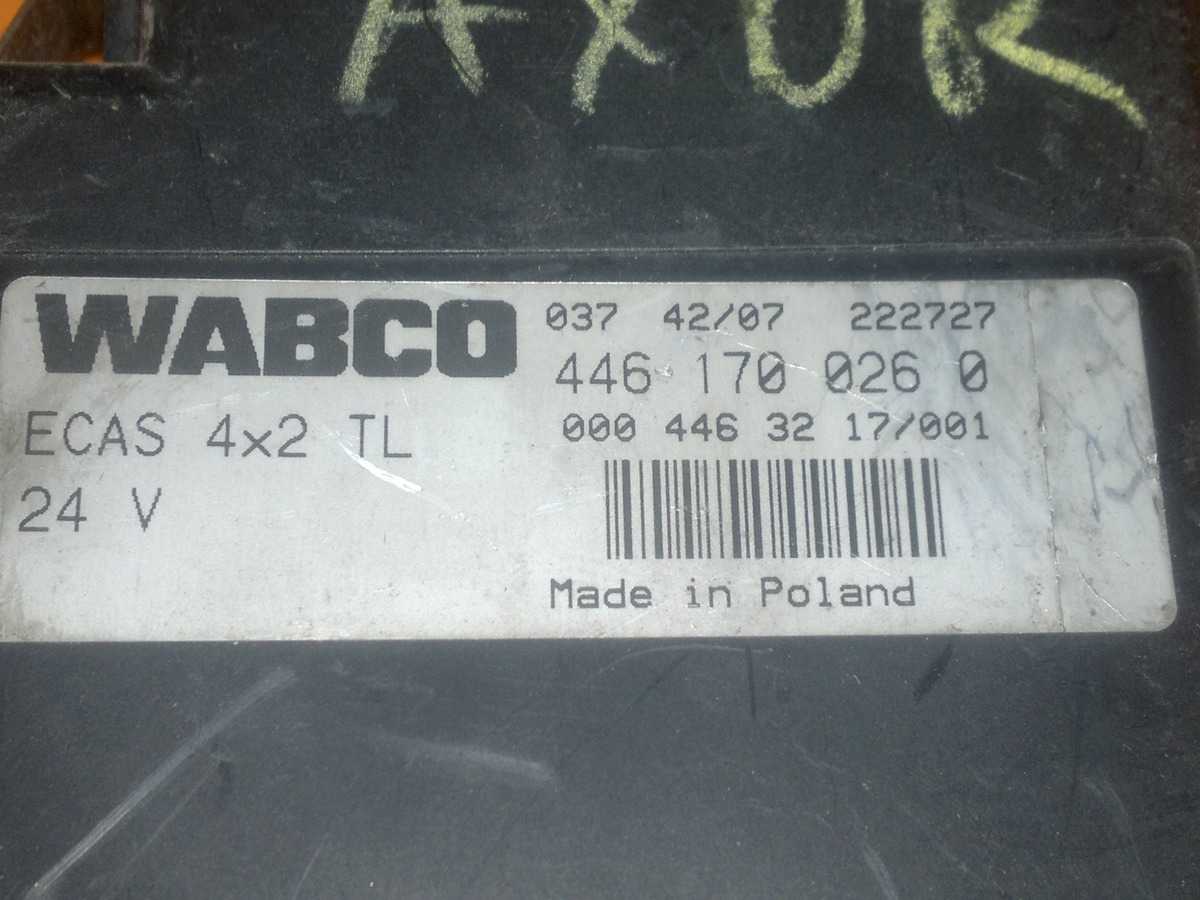 AXOR
WABCO
037 42/07 222727
446 170 026 0
ECAS 4x2 TL
000 446 32 17/001
24 V
Made in Poland